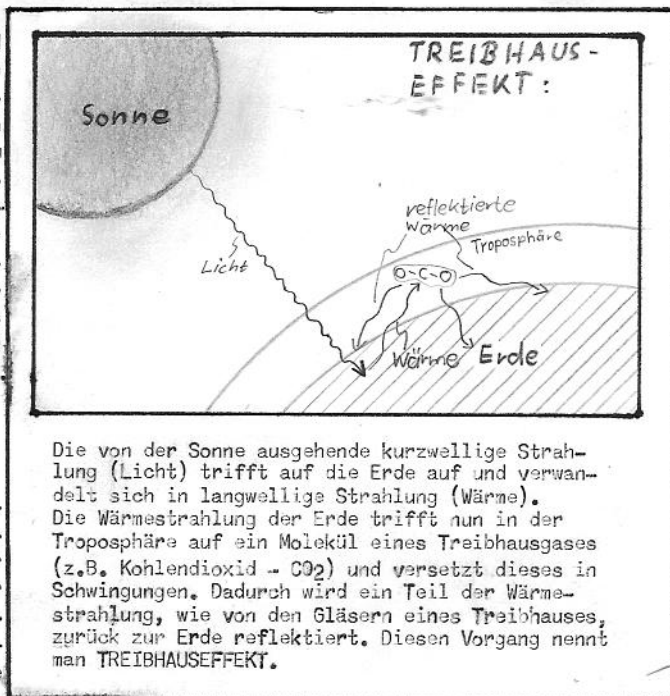 TREIBHAUS-
EFFEKT:
Sonne
reflektierte
wärme
Troposphäre
Licht
O-C-O
Wärme
Erde
Die von der Sonne ausgehende kurzwellige Strah-
lung (Licht) trifft auf die Erde auf und verwan-
delt sich in langwellige Strahlung (Wärme).
Die Wärmestrahlung der Erde trifft nun in der
Troposphäre auf ein Molekül eines Treibhausgases
(z.B. Kohlendioxid - CO2) und versetzt dieses in
Schwingungen. Dadurch wird ein Teil der Wärme-
strahlung, wie von den Gläsern eines Treibhauses,
zurück zur Erde reflektiert. Diesen Vorgang nennt
man TREIBHAUSEFFEKT.